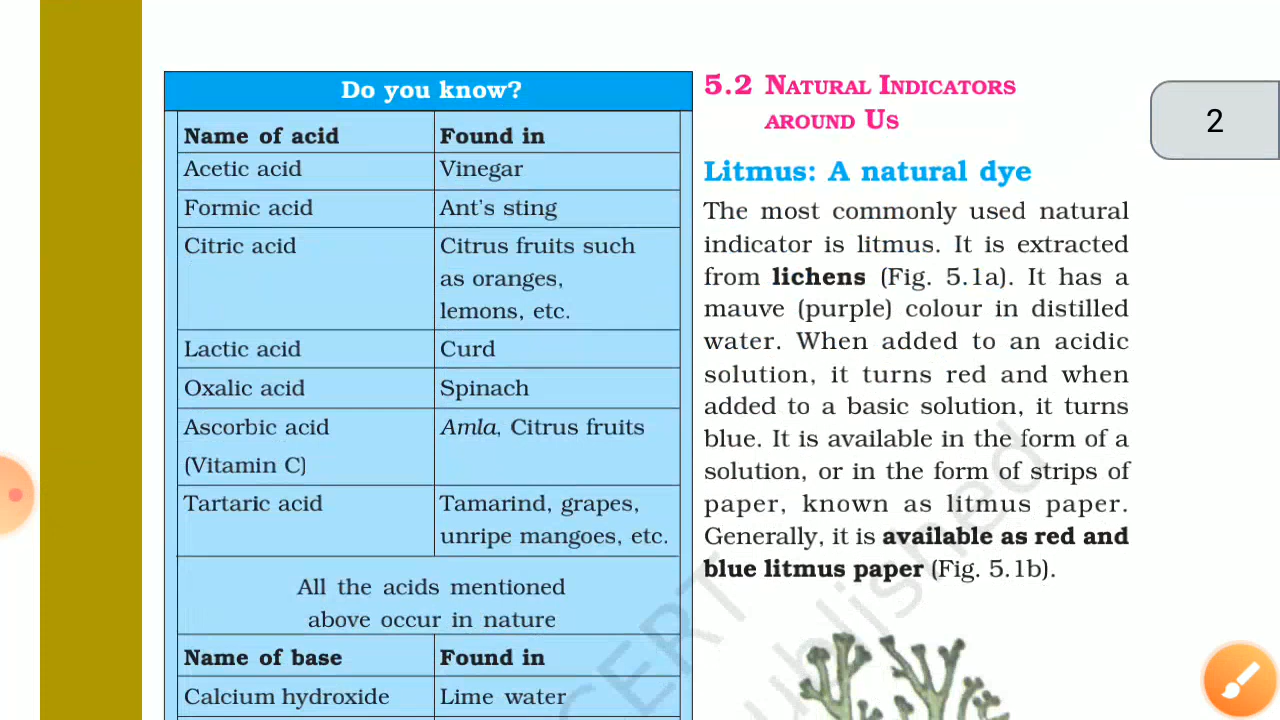 Do you know?
Name of acid Found in
Acetic acid Vinegar
Formic acid Ant's sting
Citric acid Citrus fruits such
as oranges,
lemons, etc.
Lactic acid Curd
Oxalic acid Spinach
Ascorbic acid Amla, Citrus fruits
(Vitamin C)
Tartaric acid Tamarind, grapes,
unripe mangoes, etc.
All the acids mentioned
above occur in nature
Name of base Found in
Calcium hydroxide Lime water
5.2 Natural Indicators
around Us
Litmus: A natural dye
The most commonly used natural
indicator is litmus. It is extracted
from lichens (Fig. 5.1a). It has a
mauve (purple) colour in distilled
water. When added to an acidic
solution, it turns red and when
added to a basic solution, it turns
blue. It is available in the form of a
solution, or in the form of strips of
paper, known as litmus paper.
Generally, it is available as red and
blue litmus paper (Fig. 5.1b).
2